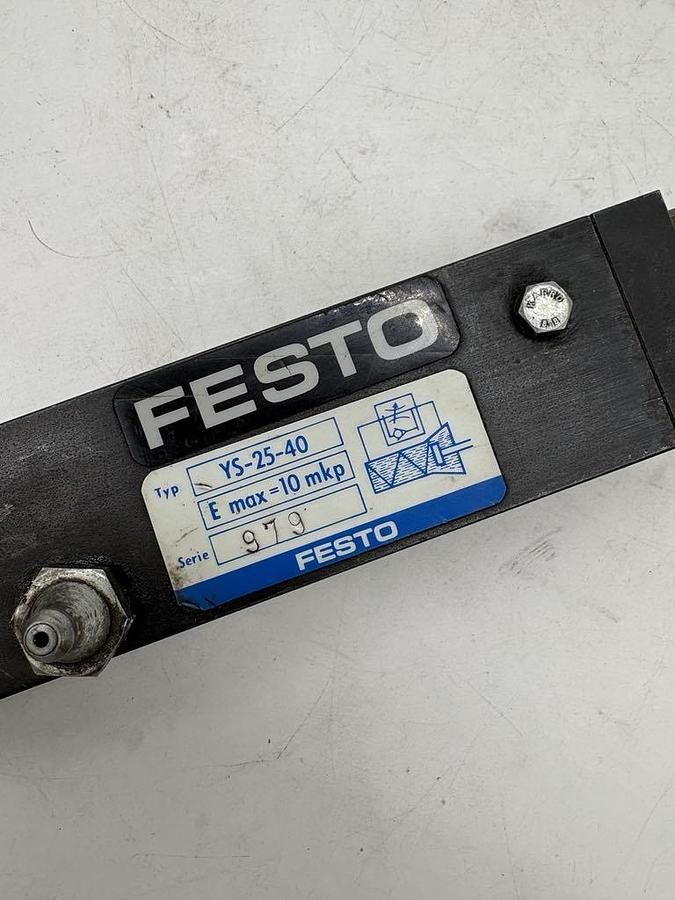 FESTO
Typ YS-25-40
E max=10 mkp
Serie 979
FESTO